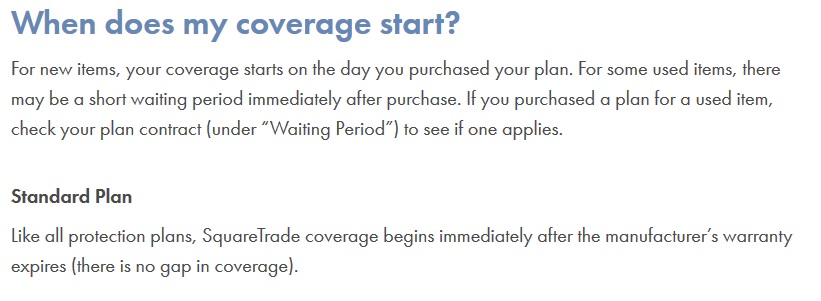 When does my coverage start?
For new items, your coverage starts on the day you purchased your plan. For some used items, there
may be a short waiting period immediately after purchase. If you purchased a plan for a used item,
check your plan contract (under “Waiting Period”) to see if one applies.
Standard Plan
Like all protection plans, SquareTrade coverage begins immediately after the manufacturer’s warranty
expires (there is no gap in coverage).